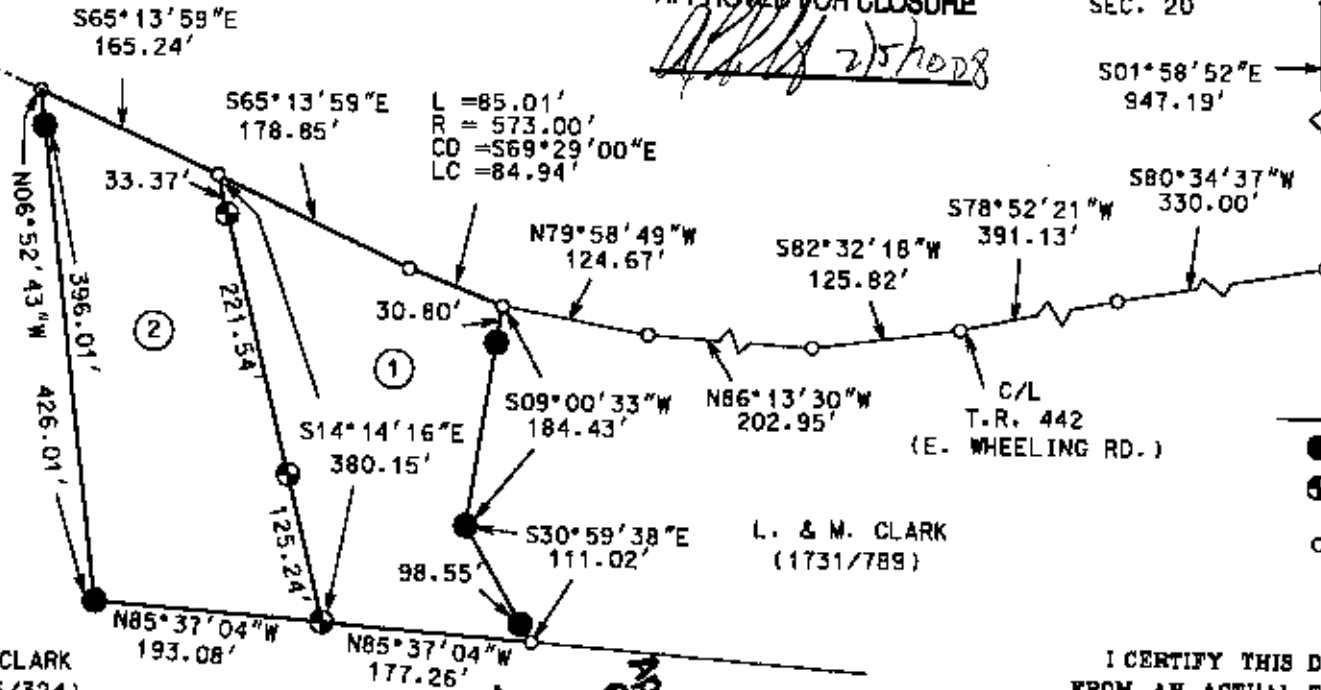 S65°13'59"E
165.24'
APPROVED FOR CLOSURE
2/5/2008
SEC. 20
S01°58'52"E
947.19'
S65°13'59"E
178.85'
L =85.01'
R = 573.00'
CD =S69°29'00"E
LC =84.94'
33.37'
N06°52'43"W
396.01'
426.01'
2
221.54'
125.24'
1
S14°14'16"E
380.15'
30.80'
N79°58'49"W
124.67'
S82°32'18"W
125.82'
S78°52'21"W
391.13'
S80°34'37"W
330.00'
S09°00'33"W
184.43'
N86°13'30"W
202.95'
C/L
T.R. 442
(E. WHEELING RD.)
S30°59'38"E
111.02'
98.55'
L. & M. CLARK
(1731/789)
N85°37'04"W
193.08'
N85°37'04"W
177.26'
CLARK
/324)
I CERTIFY THIS D
FROM AN ACTUAL